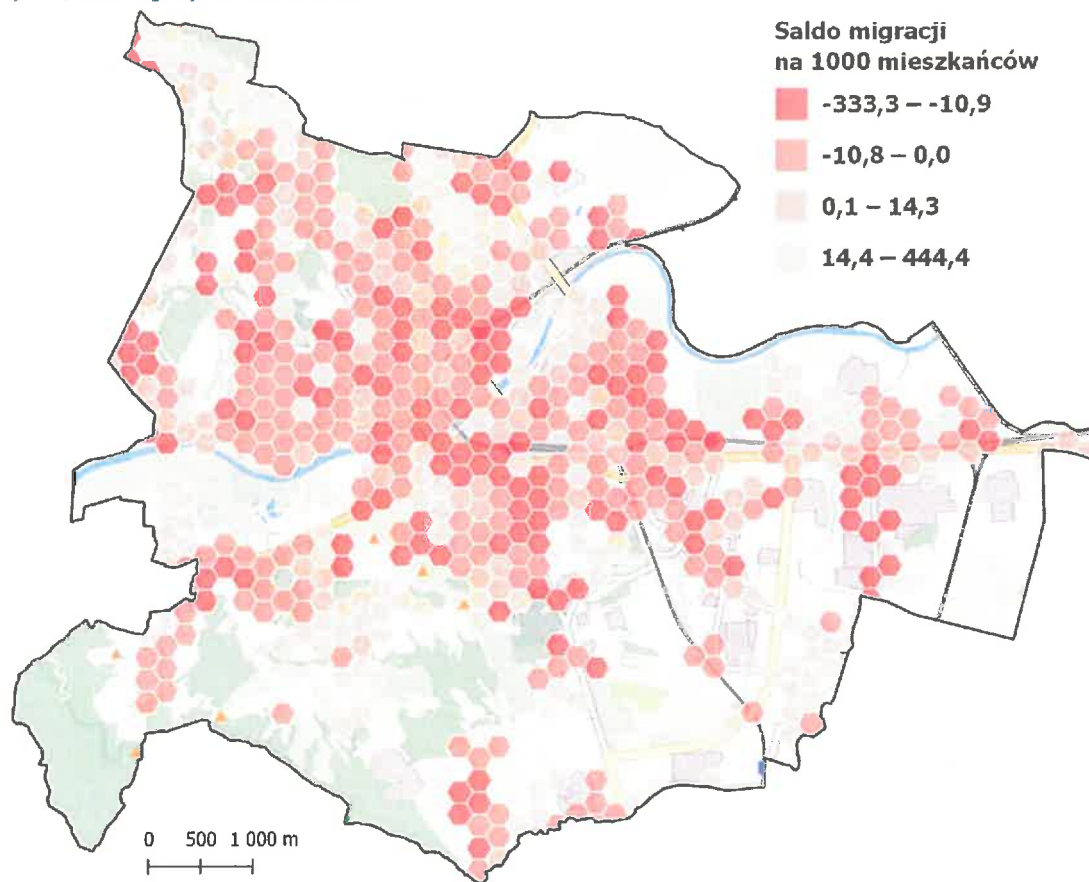 Saldo migracji
na 1000 mieszkańców
-333,3 – -10,9
-10,8 – 0,0
0,1 – 14,3
14,4 – 444,4
0 500 1 000 m